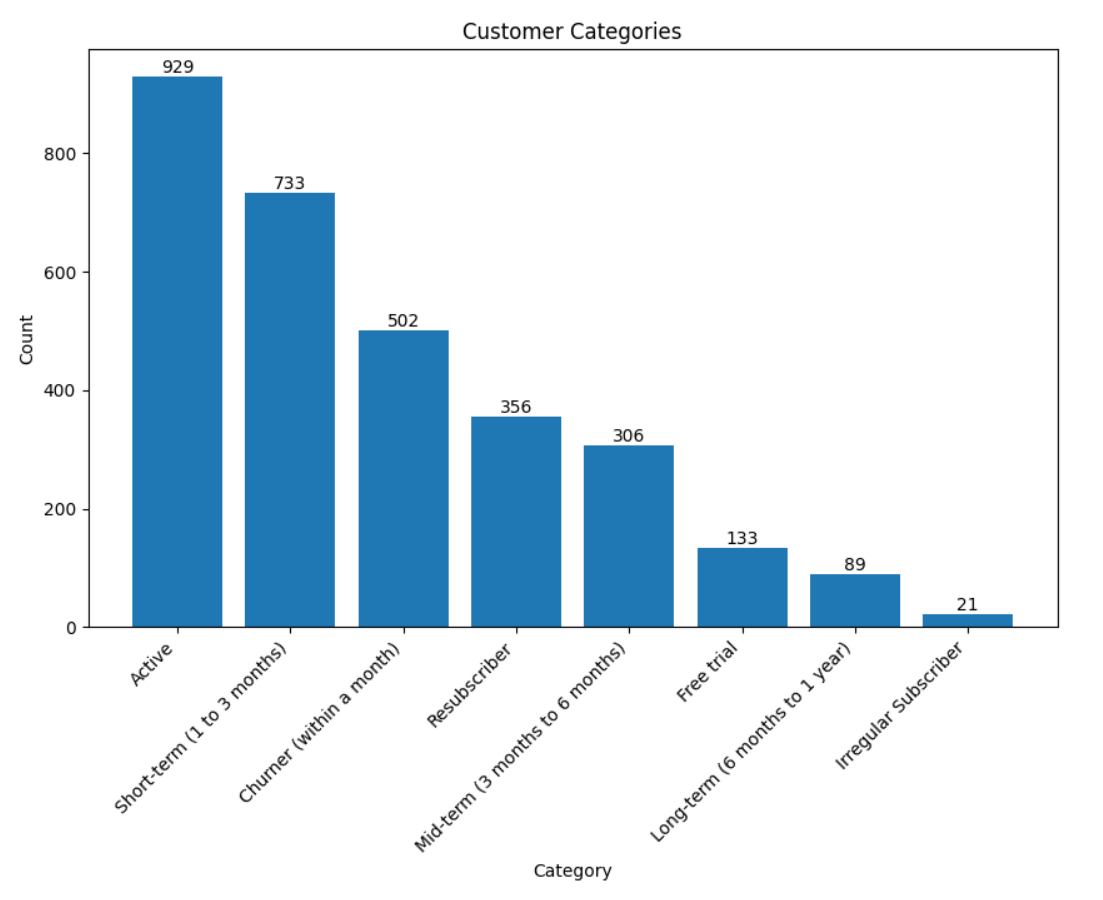 Customer Categories
929
733
502
356
306
133
89
21
800
600
400
200
0
Count
Active
Short-term (1 to 3 months)
Churner (within a month)
Resubscriber
Mid-term (3 months to 6 months)
Free trial
Long-term (6 months to 1 year)
Irregular Subscriber
Category